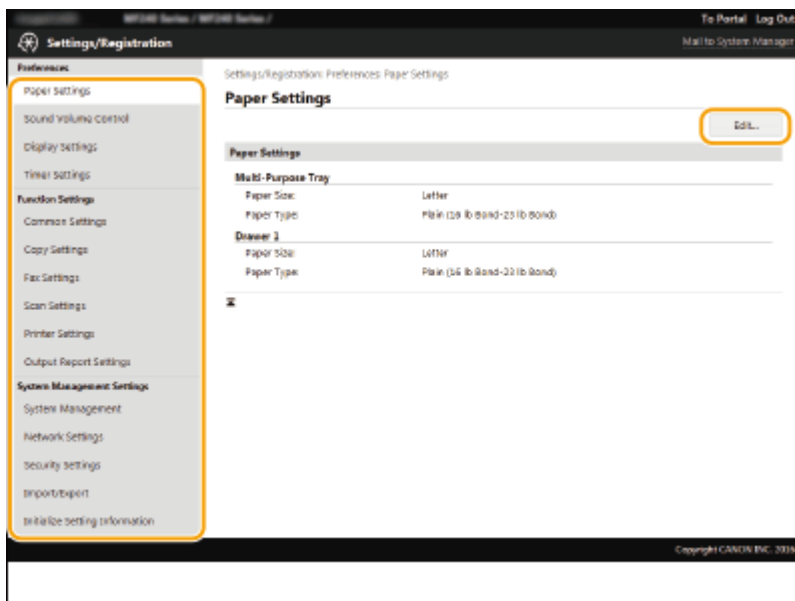 MF240 Series / MF240 Series / To Portal Log Out
Settings/Registration Mail to System Manager
Preferences
Paper Settings
Sound Volume Control
Display Settings
Timer Settings
Function Settings
Common Settings
Copy Settings
Fax Settings
Scan Settings
Printer Settings
Output Report Settings
System Management Settings
System Management
Network Settings
Security Settings
Import/Export
Initialize Setting Information
Settings/Registration: Preferences: Paper Settings
Paper Settings
Edit...
Paper Settings
Multi-Purpose Tray
Paper Size: Letter
Paper Type: Plain (16 lb Bond-23 lb Bond)
Drawer 1
Paper Size: Letter
Paper Type: Plain (16 lb Bond-23 lb Bond)
Copyright CANON INC.